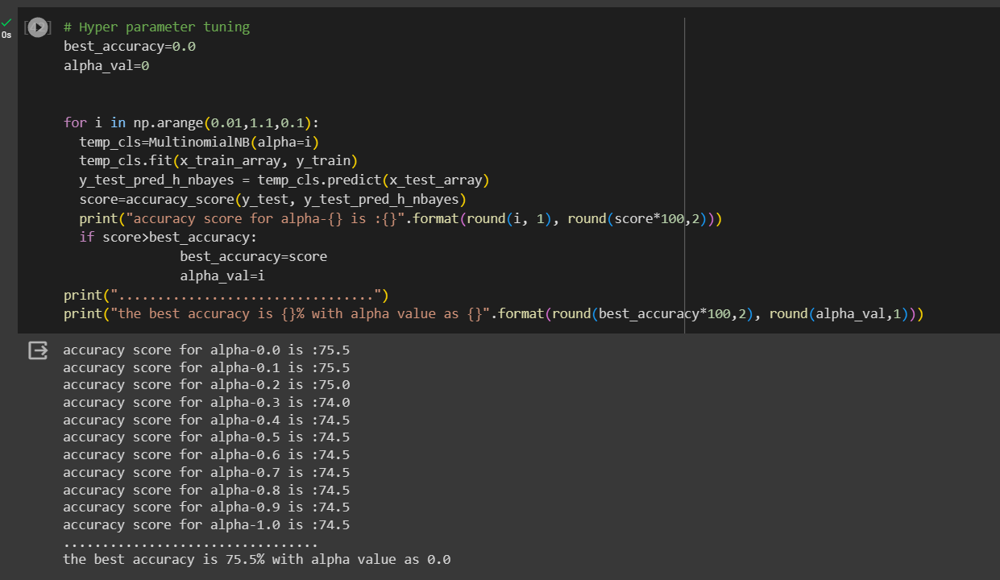 # Hyper parameter tuning
0s
best_accuracy=0.0
alpha_val=0
for i in np.arange(0.01,1.1,0.1):
  temp_cls=MultinomialNB(alpha=i)
  temp_cls.fit(x_train_array, y_train)
  y_test_pred_h_nbayes = temp_cls.predict(x_test_array)
  score=accuracy_score(y_test, y_test_pred_h_nbayes)
  print("accuracy score for alpha-{} is :{}".format(round(i, 1), round(score*100,2)))
  if score>best_accuracy:
               best_accuracy=score
               alpha_val=i
print(".................................")
print("the best accuracy is {}% with alpha value as {}".format(round(best_accuracy*100,2), round(alpha_val,1)))
accuracy score for alpha-0.0 is :75.5
accuracy score for alpha-0.1 is :75.5
accuracy score for alpha-0.2 is :75.0
accuracy score for alpha-0.3 is :74.0
accuracy score for alpha-0.4 is :74.5
accuracy score for alpha-0.5 is :74.5
accuracy score for alpha-0.6 is :74.5
accuracy score for alpha-0.7 is :74.5
accuracy score for alpha-0.8 is :74.5
accuracy score for alpha-0.9 is :74.5
accuracy score for alpha-1.0 is :74.5
.................................
the best accuracy is 75.5% with alpha value as 0.0